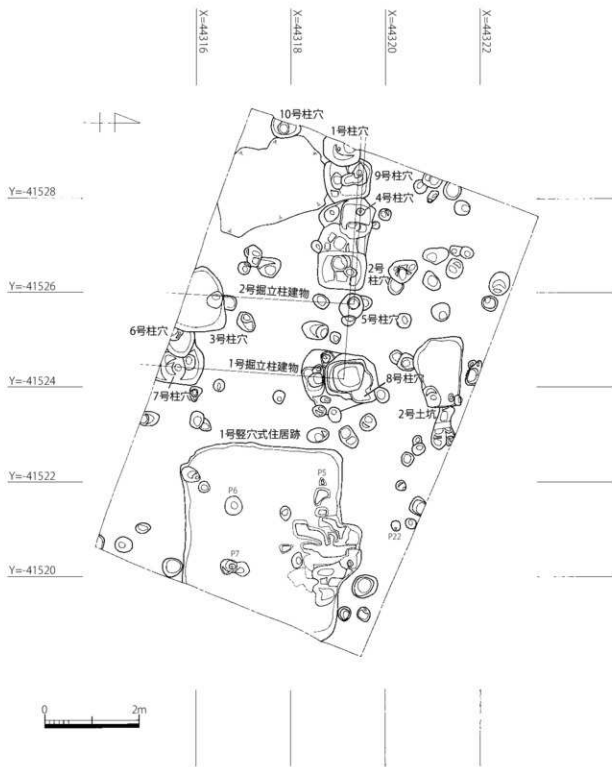 X=44316
X=44318
X=44320
X=44322
10号柱穴
1号柱穴
9号柱穴
4号柱穴
Y=-41528
2号
柱穴
Y=-41526
2号掘立柱建物
5号柱穴
6号柱穴
3号柱穴
1号掘立柱建物
8号柱穴
7号柱穴
Y=-41524
2号土坑
1号竪穴式住居跡
Y=-41522
P5
P6
P22
P7
Y=-41520
0
2m